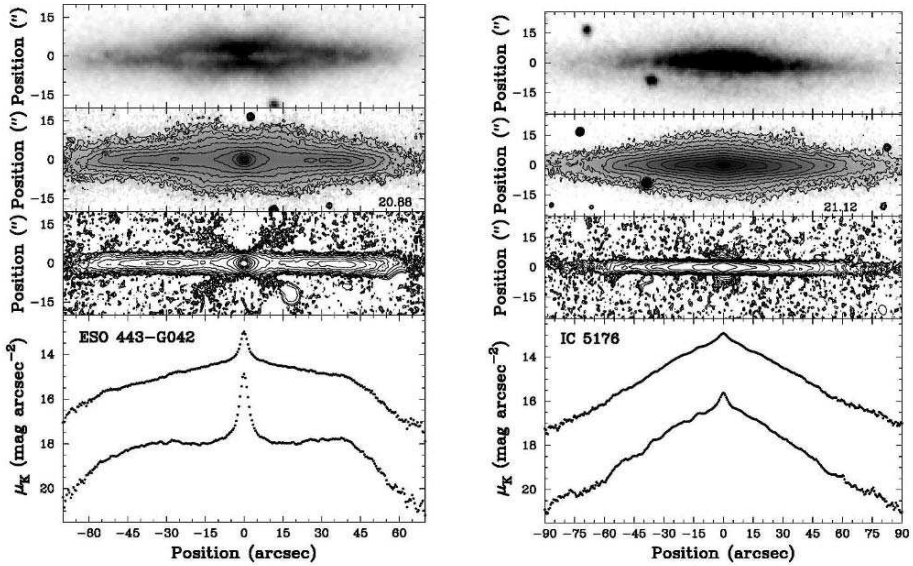 Position (")
15
0
-15
Position (")
15
0
-15
20.88
Position (")
15
0
-15
ESO 443-G042
μK (mag arcsec−2)
14
16
18
20
-60 -45 -30 -15 0 15 30 45 60
Position (arcsec)
Position (")
15
0
-15
Position (")
15
0
-15
21.12
Position (")
15
0
-15
IC 5176
μK (mag arcsec−2)
14
16
18
20
-90 -75 -60 -45 -30 -15 0 15 30 45 60 75 90
Position (arcsec)